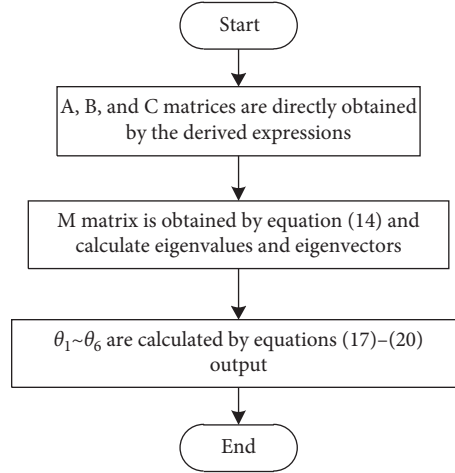 Start
A, B, and C matrices are directly obtained
by the derived expressions
M matrix is obtained by equation (14) and
calculate eigenvalues and eigenvectors
θ₁~θ₆ are calculated by equations (17)–(20)
output
End